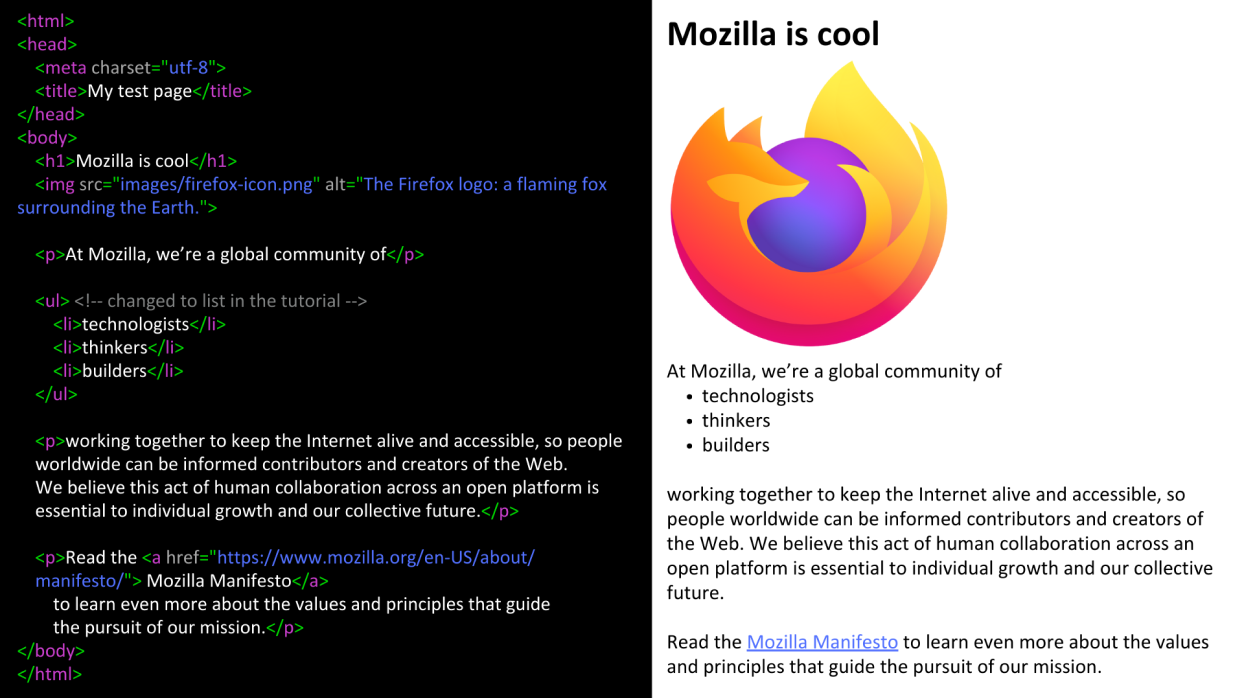 <html>
<head>
<meta charset="utf-8">
<title>My test page</title>
</head>
<body>
<h1>Mozilla is cool</h1>
<img src="images/firefox-icon.png" alt="The Firefox logo: a flaming fox
surrounding the Earth.">
<p>At Mozilla, we’re a global community of</p>
<ul> <!-- changed to list in the tutorial -->
<li>technologists</li>
<li>thinkers</li>
<li>builders</li>
</ul>
<p>working together to keep the Internet alive and accessible, so people
worldwide can be informed contributors and creators of the Web.
We believe this act of human collaboration across an open platform is
essential to individual growth and our collective future.</p>
<p>Read the <a href="https://www.mozilla.org/en-US/about/
manifesto/"> Mozilla Manifesto</a>
to learn even more about the values and principles that guide
the pursuit of our mission.</p>
</body>
</html>
Mozilla is cool
At Mozilla, we’re a global community of
• technologists
• thinkers
• builders
working together to keep the Internet alive and accessible, so
people worldwide can be informed contributors and creators of
the Web. We believe this act of human collaboration across an
open platform is essential to individual growth and our collective
future.
Read the Mozilla Manifesto to learn even more about the values
and principles that guide the pursuit of our mission.